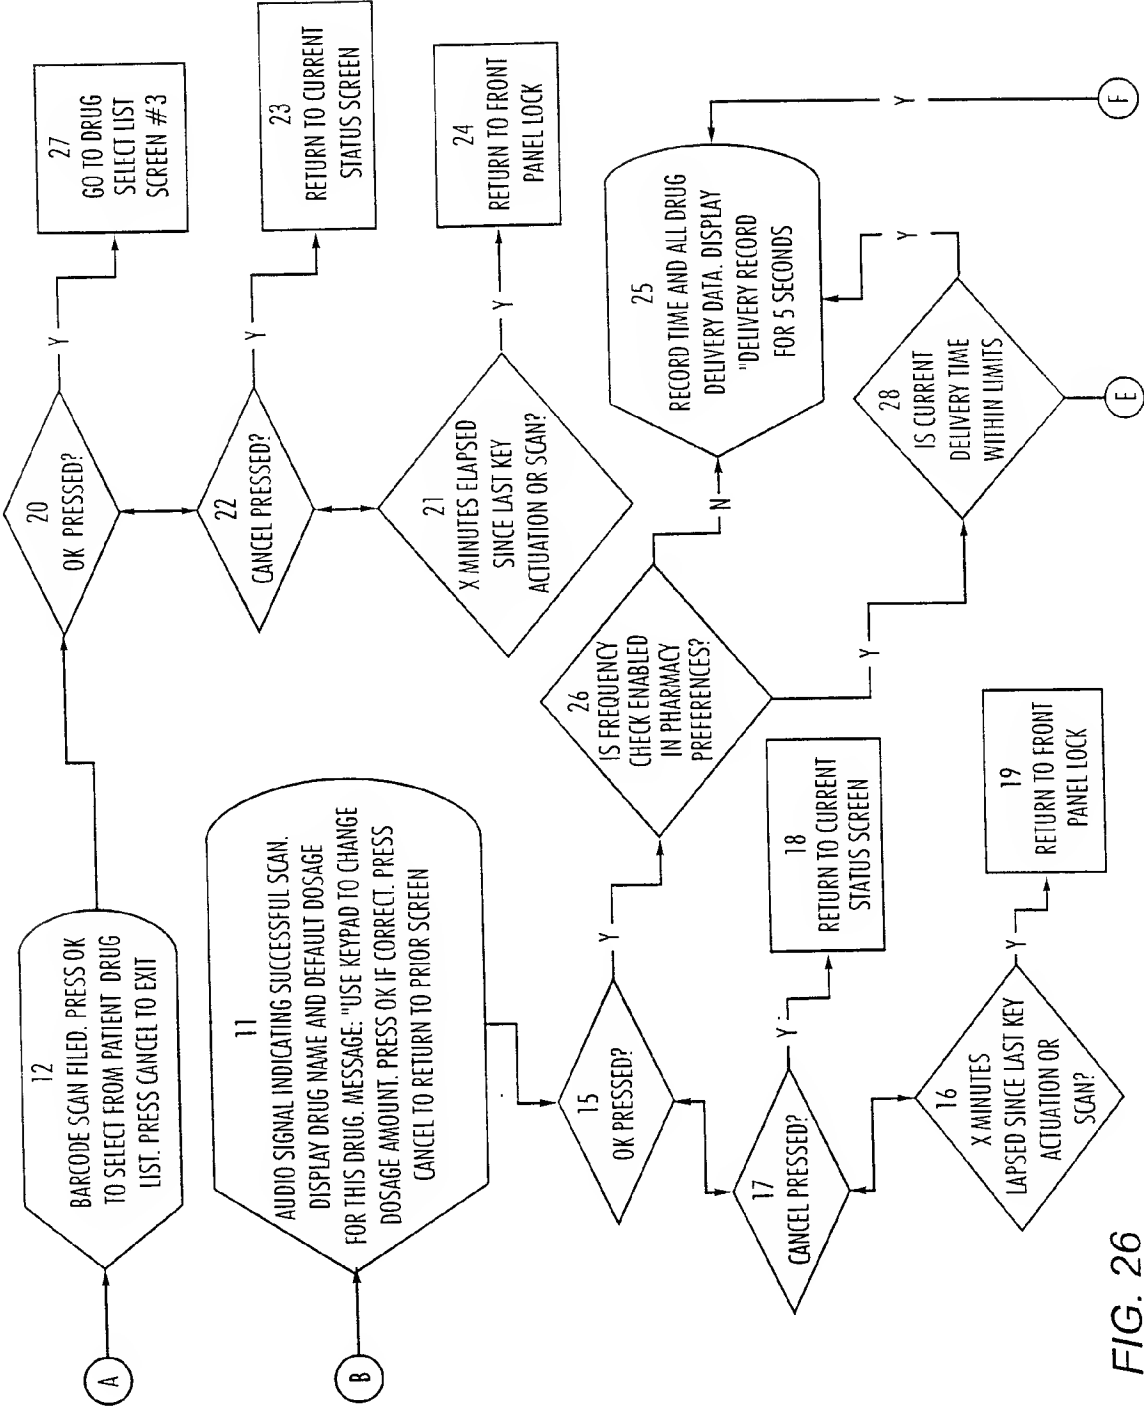 A
12
BARCODE SCAN FILED. PRESS OK
TO SELECT FROM PATIENT DRUG
LIST. PRESS CANCEL TO EXIT
20
OK PRESSED?
Y
27
GO TO DRUG
SELECT LIST
SCREEN #3
22
CANCEL PRESSED?
Y
23
RETURN TO CURRENT
STATUS SCREEN
21
X MINUTES ELAPSED
SINCE LAST KEY
ACTUATION OR SCAN?
Y
24
RETURN TO FRONT
PANEL LOCK
B
11
AUDIO SIGNAL INDICATING SUCCESSFUL SCAN.
DISPLAY DRUG NAME AND DEFAULT DOSAGE
FOR THIS DRUG. MESSAGE: "USE KEYPAD TO CHANGE
DOSAGE AMOUNT. PRESS OK IF CORRECT. PRESS
CANCEL TO RETURN TO PRIOR SCREEN
15
OK PRESSED?
Y
26
IS FREQUENCY
CHECK ENABLED
IN PHARMACY
PREFERENCES?
N
Y
25
RECORD TIME AND ALL DRUG
DELIVERY DATA. DISPLAY
"DELIVERY RECORD
FOR 5 SECONDS
Y
F
28
IS CURRENT
DELIVERY TIME
WITHIN LIMITS
Y
E
17
CANCEL PRESSED?
Y
18
RETURN TO CURRENT
STATUS SCREEN
16
X MINUTES
LAPSED SINCE LAST KEY
ACTUATION OR
SCAN?
Y
19
RETURN TO FRONT
PANEL LOCK
FIG. 26